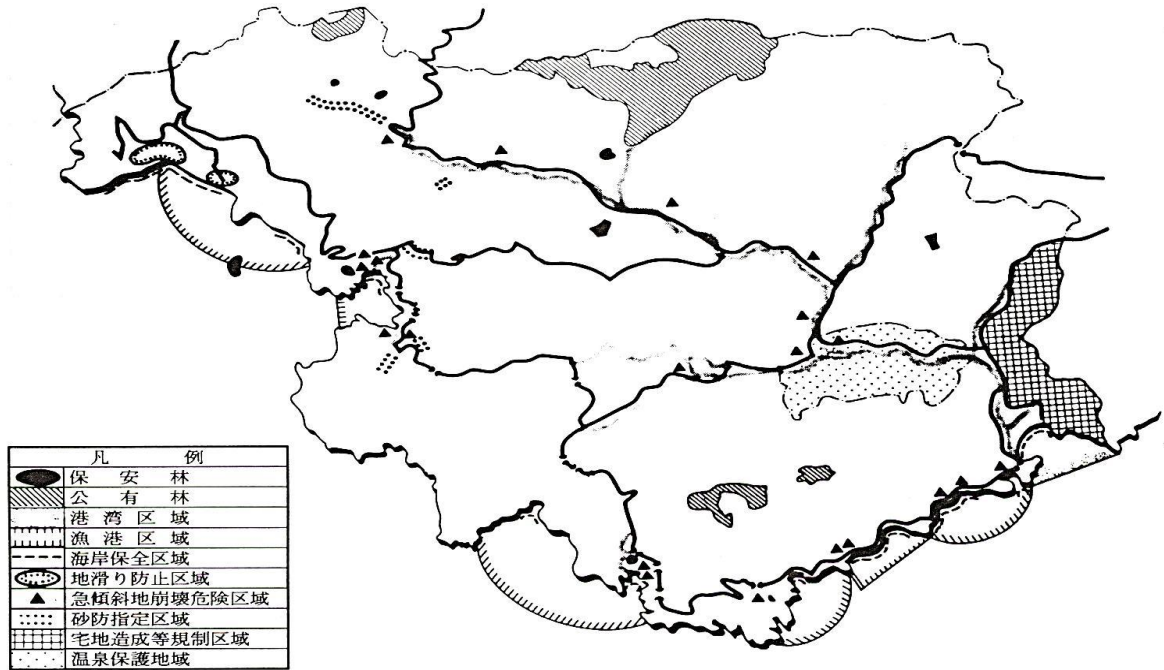 凡 例
保 安 林
公 有 林
港 湾 区 域
漁 港 区 域
海岸保全区域
地滑り防止区域
急傾斜地崩壊危険区域
砂防指定区域
宅地造成等規制区域
温泉保護地域